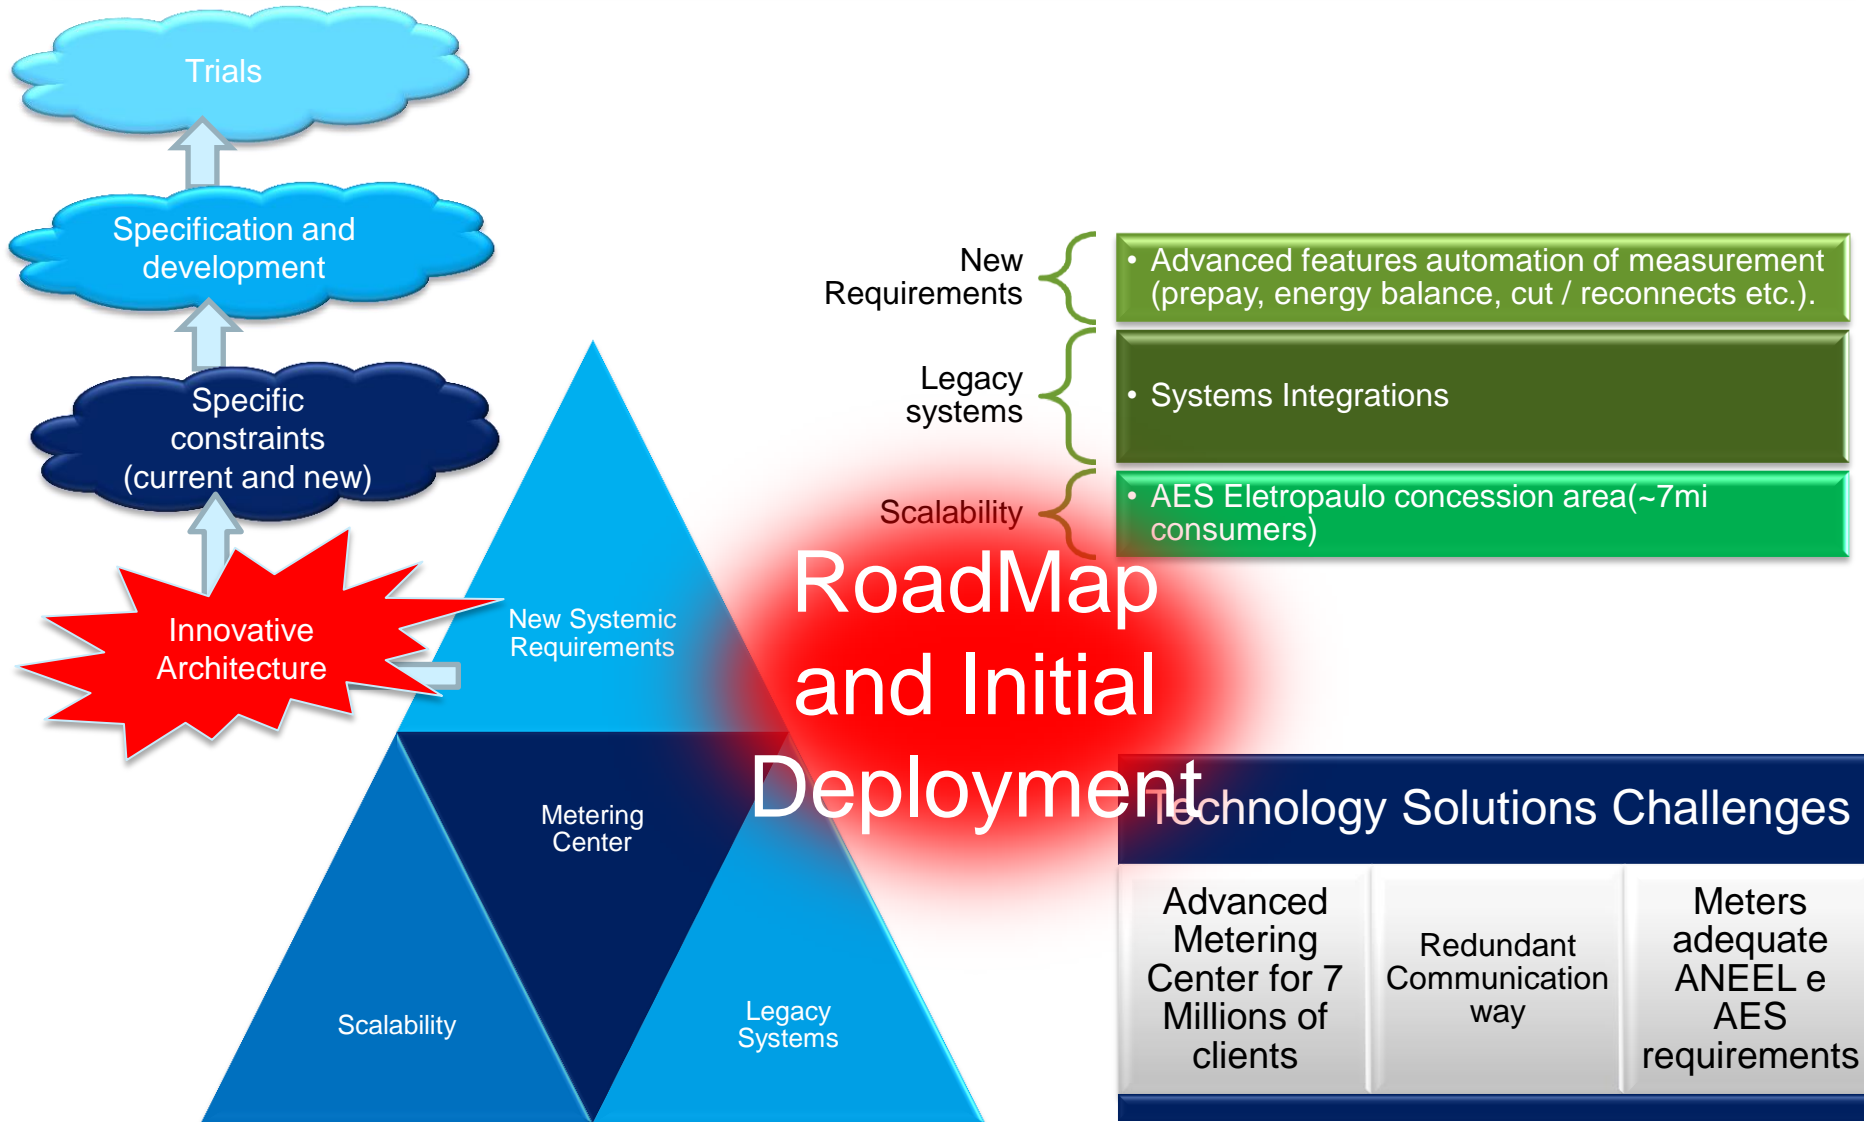 Trials
Specification and
development
Specific
constraints
(current and new)
Innovative
Architecture
New Systemic
Requirements
Metering
Center
Scalability
Legacy
Systems
New
Requirements
• Advanced features automation of measurement
(prepay, energy balance, cut / reconnects etc.).
Legacy
systems
• Systems Integrations
Scalability
• AES Eletropaulo concession area(~7mi
consumers)
RoadMap
and Initial
Deployment
Technology Solutions Challenges
Advanced
Metering
Center for 7
Millions of
clients
Redundant
Communication
way
Meters
adequate
ANEEL e
AES
requirements